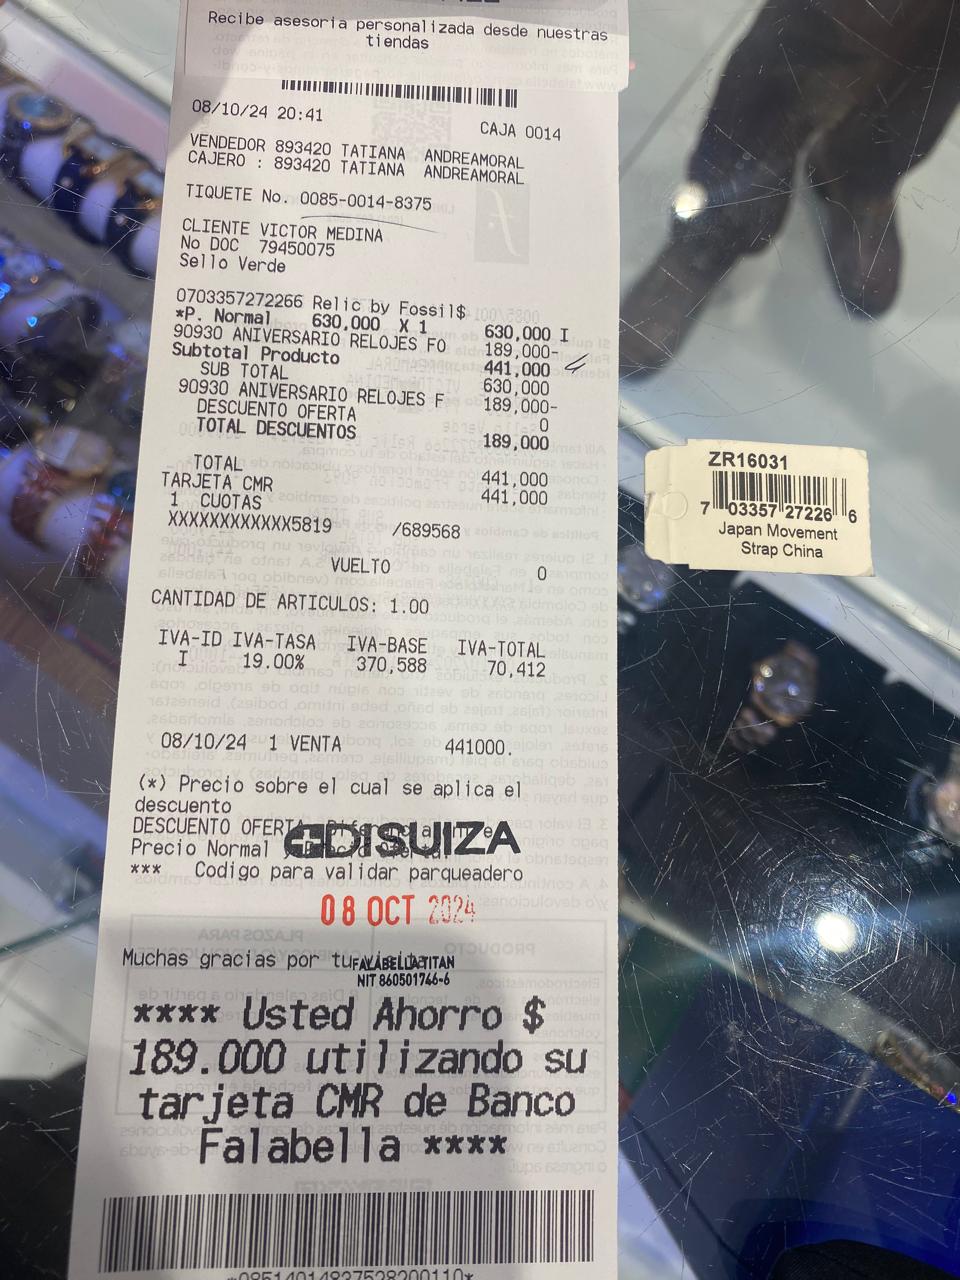 Recibe asesoria personalizada desde nuestras
tiendas
08/10/24 20:41 CAJA 0014
VENDEDOR 893420 TATIANA ANDREAMORAL
CAJERO : 893420 TATIANA ANDREAMORAL
TIQUETE No. 0085-0014-8375
CLIENTE VICTOR MEDINA
No DOC 79450075
Sello Verde
0703357272266 Relic by Fossil$
*P. Normal 630,000 X 1 630,000 I
90930 ANIVERSARIO RELOJES FO 189,000-
Subtotal Producto 441,000
SUB TOTAL 630,000
90930 ANIVERSARIO RELOJES F 189,000-
DESCUENTO OFERTA 0
TOTAL DESCUENTOS 189,000
TOTAL 441,000
TARJETA CMR 441,000
1 CUOTAS
XXXXXXXXXXXX5819 /689568
VUELTO 0
CANTIDAD DE ARTICULOS: 1.00
IVA-ID IVA-TASA IVA-BASE IVA-TOTAL
I 19.00% 370,588 70,412
08/10/24 1 VENTA 441000.
(*) Precio sobre el cual se aplica el
descuento
DESCUENTO OFERTA
DISUIZA
Precio Normal
*** Codigo para validar parqueadero
08 OCT 2024
Muchas gracias por tu
FALABELLA TITAN
NIT 860501746-6
**** Usted Ahorro $
189.000 utilizando su
tarjeta CMR de Banco
Falabella ****
ZR16031
7 03357 27226 6
Japan Movement
Strap China